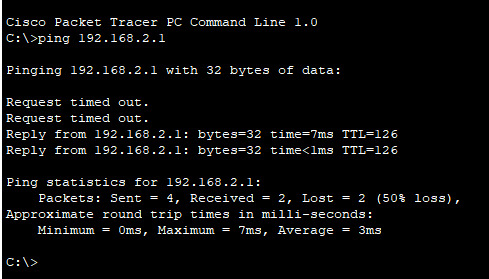 Cisco Packet Tracer PC Command Line 1.0
C:\>ping 192.168.2.1
Pinging 192.168.2.1 with 32 bytes of data:
Request timed out.
Request timed out.
Reply from 192.168.2.1: bytes=32 time=7ms TTL=126
Reply from 192.168.2.1: bytes=32 time<1ms TTL=126
Ping statistics for 192.168.2.1:
    Packets: Sent = 4, Received = 2, Lost = 2 (50% loss),
Approximate round trip times in milli-seconds:
    Minimum = 0ms, Maximum = 7ms, Average = 3ms
C:\>